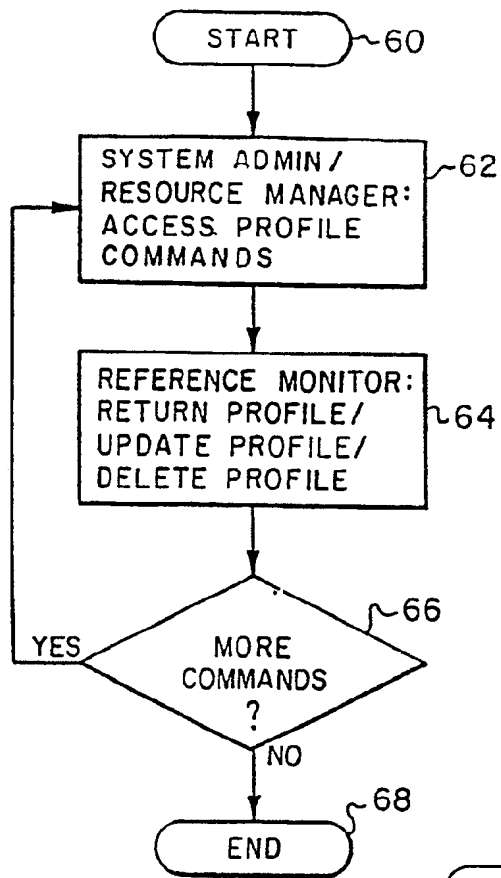 START 60
SYSTEM ADMIN/ 62
RESOURCE MANAGER:
ACCESS PROFILE
COMMANDS
REFERENCE MONITOR:
RETURN PROFILE/ 64
UPDATE PROFILE/
DELETE PROFILE
66
YES
MORE
COMMANDS
?
NO
68
END